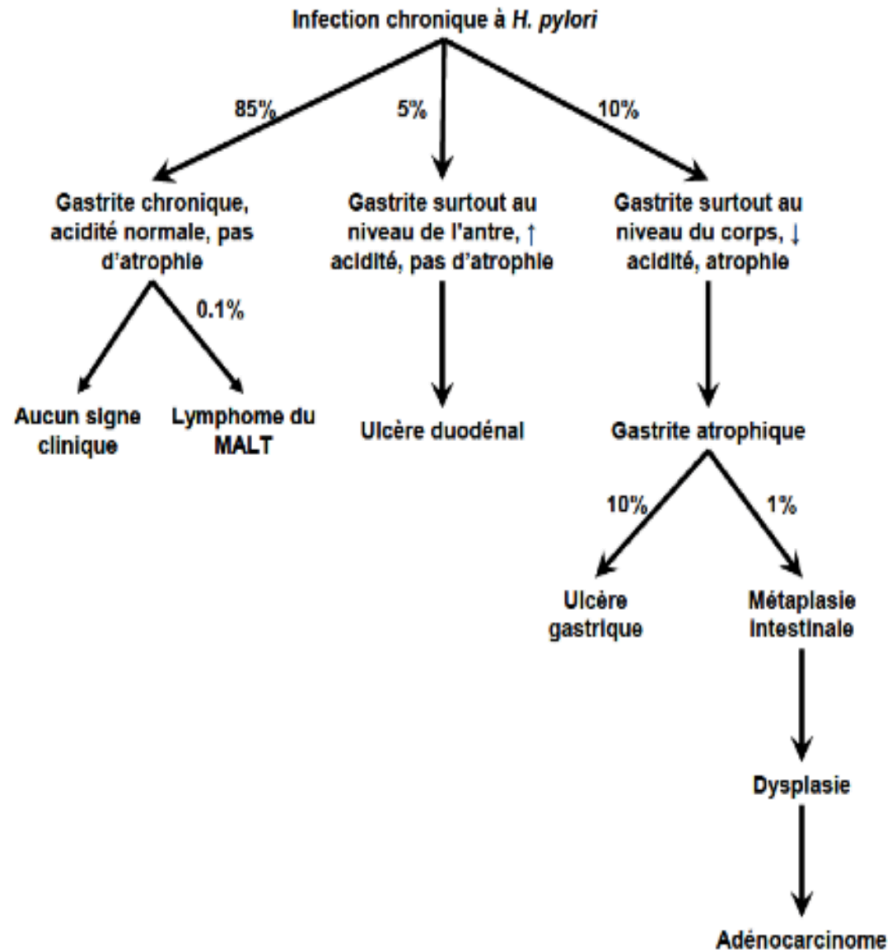 Infection chronique à H. pylori
85%
5%
10%
Gastrite chronique,
acidité normale, pas
d'atrophie
Gastrite surtout au
niveau de l'antre, ↑
acidité, pas d'atrophie
Gastrite surtout au
niveau du corps, ↓
acidité, atrophie
0.1%
Aucun signe
clinique
Lymphome du
MALT
Ulcère duodénal
Gastrite atrophique
10%
1%
Ulcère
gastrique
Métaplasie
intestinale
Dysplasie
Adénocarcinome